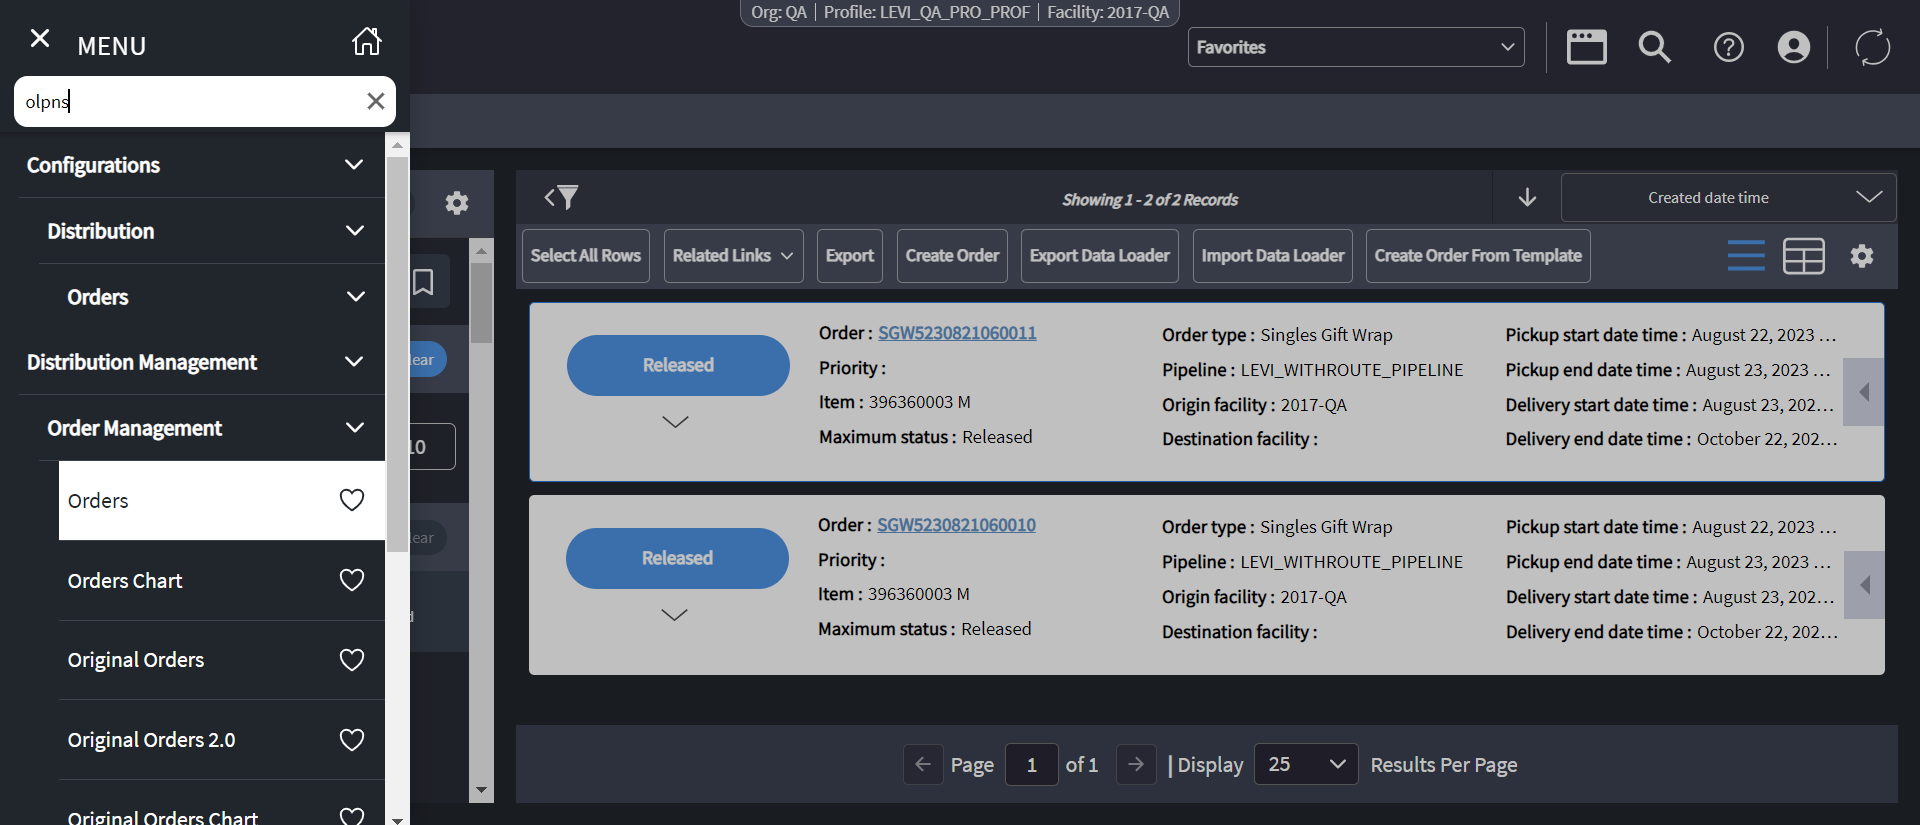 Org: QA | Profile: LEVI_QA_PRO_PROF | Facility: 2017-QA
MENU
Favorites
olpns
Configurations
Distribution
Orders
Distribution Management
Order Management
Orders
Orders Chart
Original Orders
Original Orders 2.0
Original Orders Chart
lear
10
lear
Showing 1 - 2 of 2 Records
Created date time
Select All Rows
Related Links
Export
Create Order
Export Data Loader
Import Data Loader
Create Order From Template
Released
Order : SGW5230821060011
Priority :
Item : 396360003 M
Maximum status : Released
Order type : Singles Gift Wrap
Pipeline : LEVI_WITHROUTE_PIPELINE
Origin facility : 2017-QA
Destination facility :
Pickup start date time : August 22, 2023 ...
Pickup end date time : August 23, 2023 ...
Delivery start date time : August 23, 202...
Delivery end date time : October 22, 202...
Released
Order : SGW5230821060010
Priority :
Item : 396360003 M
Maximum status : Released
Order type : Singles Gift Wrap
Pipeline : LEVI_WITHROUTE_PIPELINE
Origin facility : 2017-QA
Destination facility :
Pickup start date time : August 22, 2023 ...
Pickup end date time : August 23, 2023 ...
Delivery start date time : August 23, 202...
Delivery end date time : October 22, 202...
Page 1 of 1 | Display 25 Results Per Page